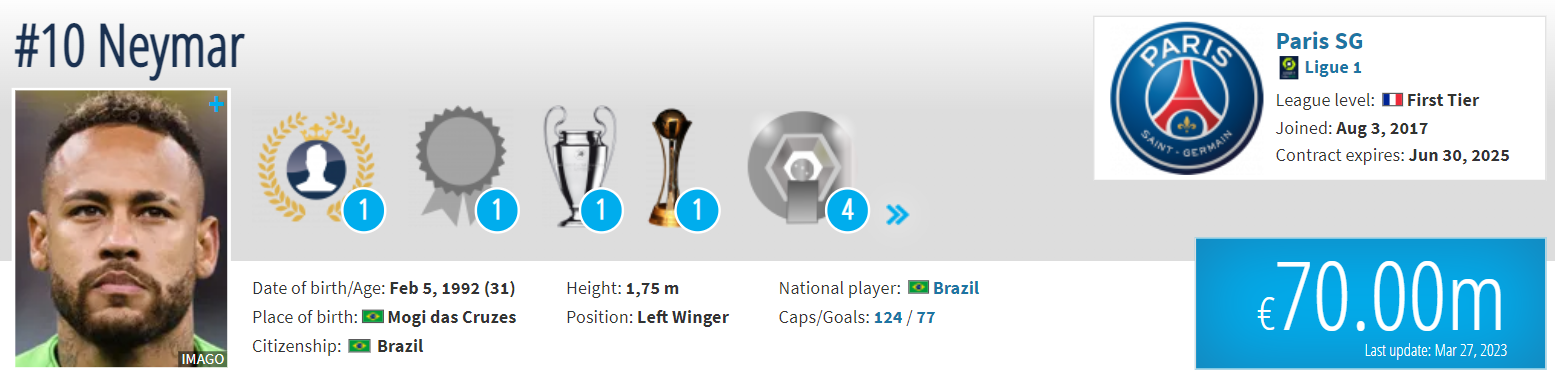 #10 Neymar
1
1
1
1
4
PARIS
SAINT-GERMAIN
Paris SG
Ligue 1
League level: First Tier
Joined: Aug 3, 2017
Contract expires: Jun 30, 2025
IMAGO
Date of birth/Age: Feb 5, 1992 (31)
Place of birth: Mogi das Cruzes
Citizenship: Brazil
Height: 1,75 m
Position: Left Winger
National player: Brazil
Caps/Goals: 124 / 77
€70.00m
Last update: Mar 27, 2023